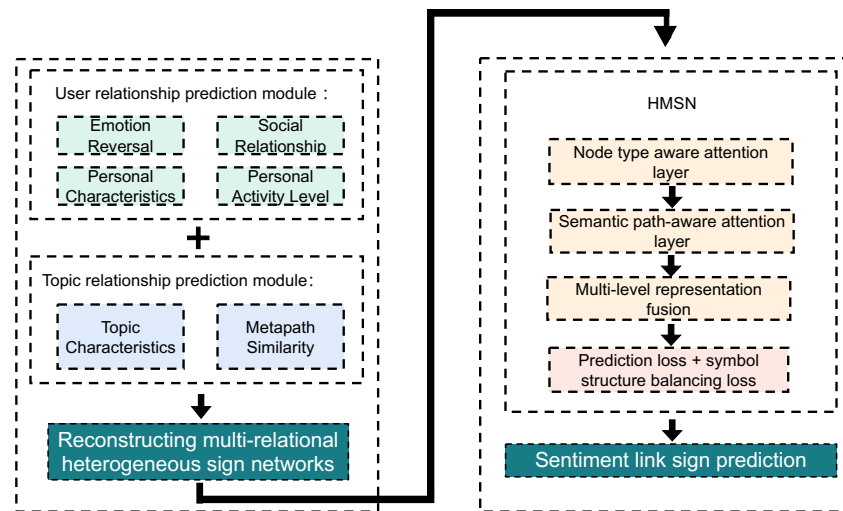 User relationship prediction module：
Emotion
Reversal
Social
Relationship
Personal
Characteristics
Personal
Activity Level
+
Topic relationship prediction module：
Topic
Characteristics
Metapath
Similarity
Reconstructing multi-relational
heterogeneous sign networks
HMSN
Node type aware attention
layer
Semantic path-aware attention
layer
Multi-level representation
fusion
Prediction loss + symbol
structure balancing loss
Sentiment link sign prediction